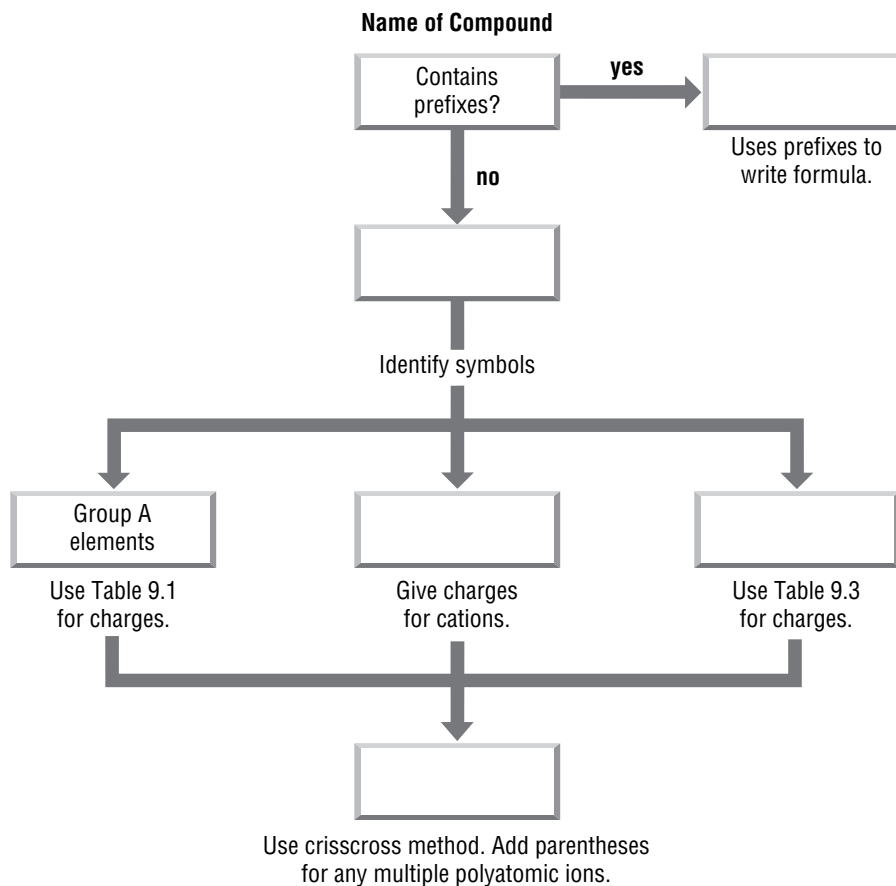 Name of Compound
Contains
prefixes?
yes
Uses prefixes to
write formula.
no
Identify symbols
Group A
elements
Use Table 9.1
for charges.
Give charges
for cations.
Use Table 9.3
for charges.
Use crisscross method. Add parentheses
for any multiple polyatomic ions.